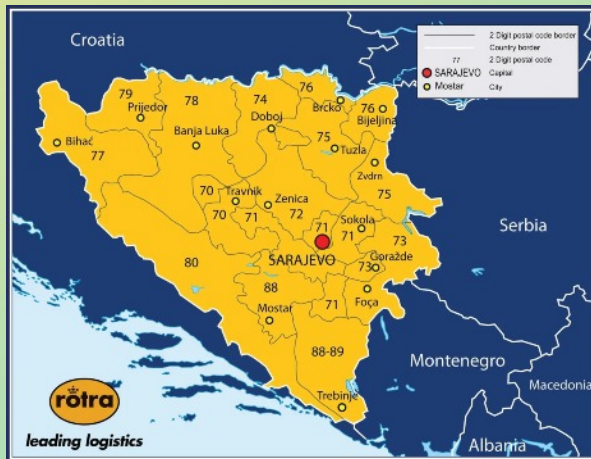 Croatia
2 Digit postal code border
Country border
77 2 Digit postal code
SARAJEVO Capital
Mostar City
79
Prijedor
78
74
Doboj
76
Brčko
76
Bijeljina
Bihać
77
Banja Luka
75
Tuzla
Zvdrn
75
70
Travnik
70
71
Zenica
72
71
Sokola
71
73
Serbia
80
SARAJEVO
73
Goražde
88
71
Foça
Mostar
88-89
Montenegro
Macedonia
Trebinje
Albania
rotra
leading logistics